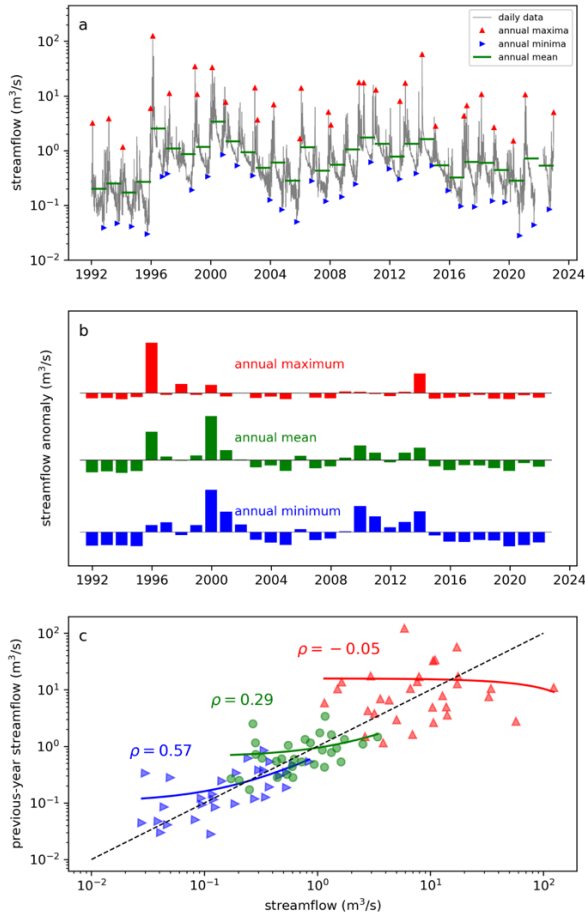 a
daily data
annual maxima
annual minima
annual mean
streamflow (m³/s)
10²
10¹
10⁰
10⁻¹
10⁻²
1992 1996 2000 2004 2008 2012 2016 2020 2024
b
annual maximum
annual mean
annual minimum
streamflow anomaly (m³/s)
1992 1996 2000 2004 2008 2012 2016 2020 2024
c
ρ = −0.05
ρ = 0.29
ρ = 0.57
previous-year streamflow (m³/s)
10²
10¹
10⁰
10⁻¹
10⁻²
10⁻² 10⁻¹ 10⁰ 10¹ 10²
streamflow (m³/s)